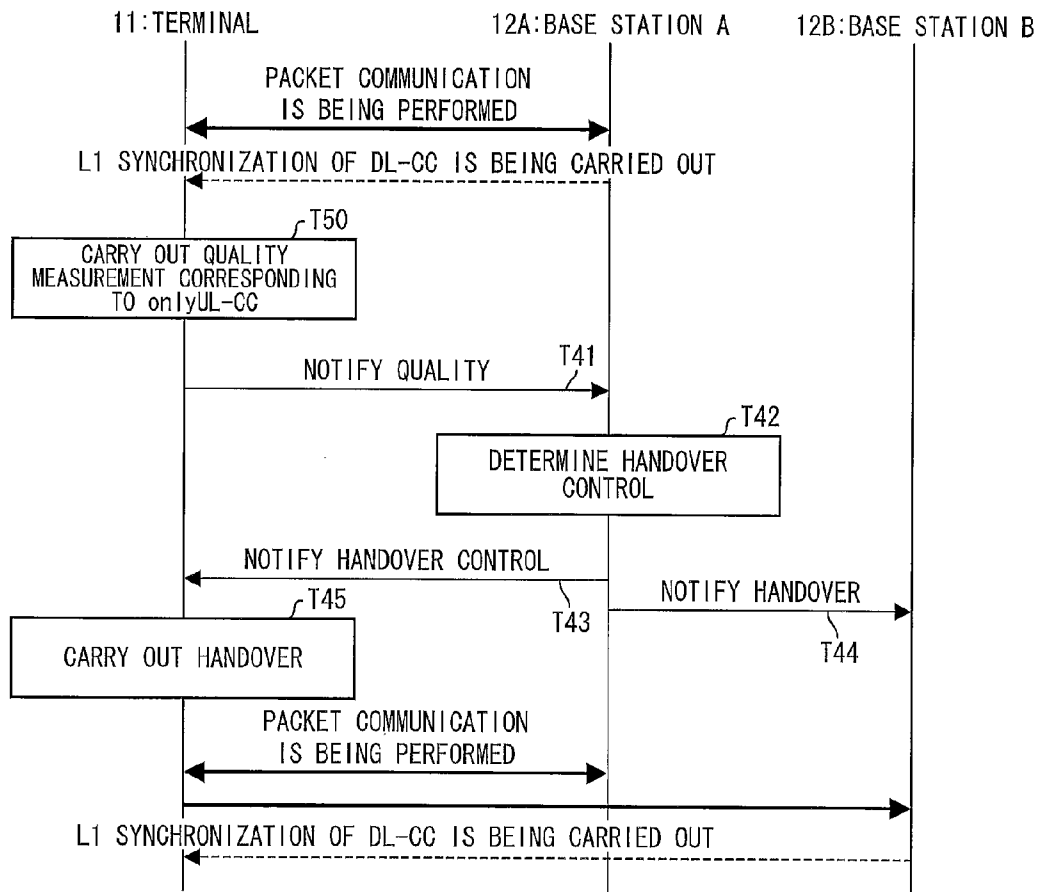 11:TERMINAL
12A:BASE STATION A
12B:BASE STATION B
PACKET COMMUNICATION
IS BEING PERFORMED
L1 SYNCHRONIZATION OF DL-CC IS BEING CARRIED OUT
T50
CARRY OUT QUALITY
MEASUREMENT CORRESPONDING
TO onlyUL-CC
NOTIFY QUALITY
T41
T42
DETERMINE HANDOVER
CONTROL
NOTIFY HANDOVER CONTROL
T43
NOTIFY HANDOVER
T44
T45
CARRY OUT HANDOVER
PACKET COMMUNICATION
IS BEING PERFORMED
L1 SYNCHRONIZATION OF DL-CC IS BEING CARRIED OUT